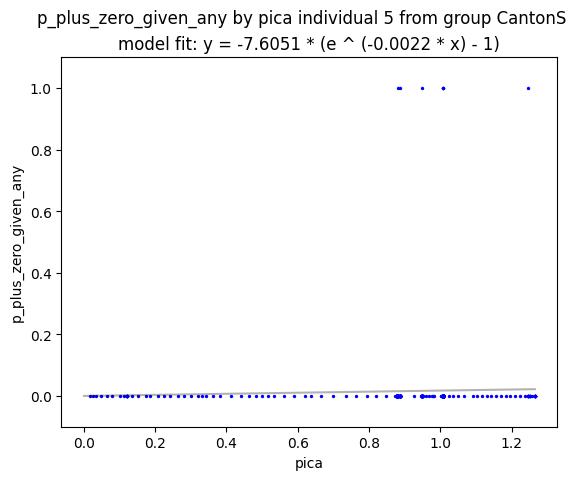 p_plus_zero_given_any by pica individual 5 from group CantonS
model fit: y = -7.6051 * (e ^ (-0.0022 * x) - 1)
1.0
0.8
0.6
0.4
0.2
0.0
p_plus_zero_given_any
0.0 0.2 0.4 0.6 0.8 1.0 1.2
pica